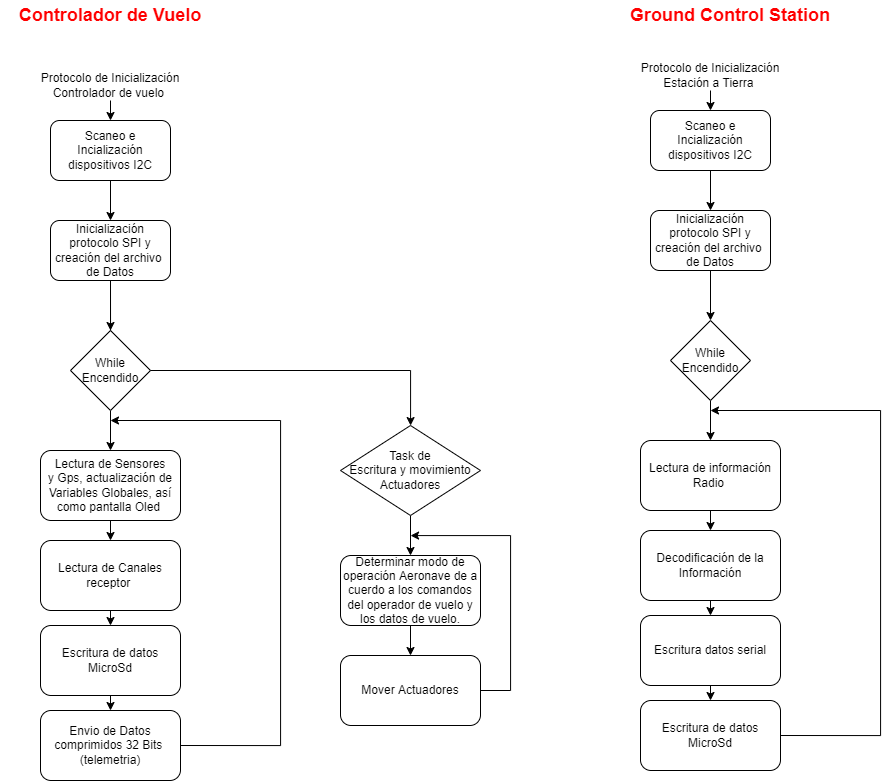 Controlador de Vuelo
Protocolo de Inicialización
Controlador de vuelo
Scaneo e
Incialización
dispositivos I2C
Inicialización
protocolo SPI y
creación del archivo
de Datos
While
Encendido
Lectura de Sensores
y Gps, actualización de
Variables Globales, así
como pantalla Oled
Lectura de Canales
receptor
Escritura de datos
MicroSd
Envio de Datos
comprimidos 32 Bits
(telemetria)
Task de
Escritura y movimiento
Actuadores
Determinar modo de
operación Aeronave de a
cuerdo a los comandos
del operador de vuelo y
los datos de vuelo.
Mover Actuadores
Ground Control Station
Protocolo de Inicialización
Estación a Tierra
Scaneo e
Incialización
dispositivos I2C
Inicialización
protocolo SPI y
creación del archivo
de Datos
While
Encendido
Lectura de información
Radio
Decodificación de la
Información
Escritura datos serial
Escritura de datos
MicroSd